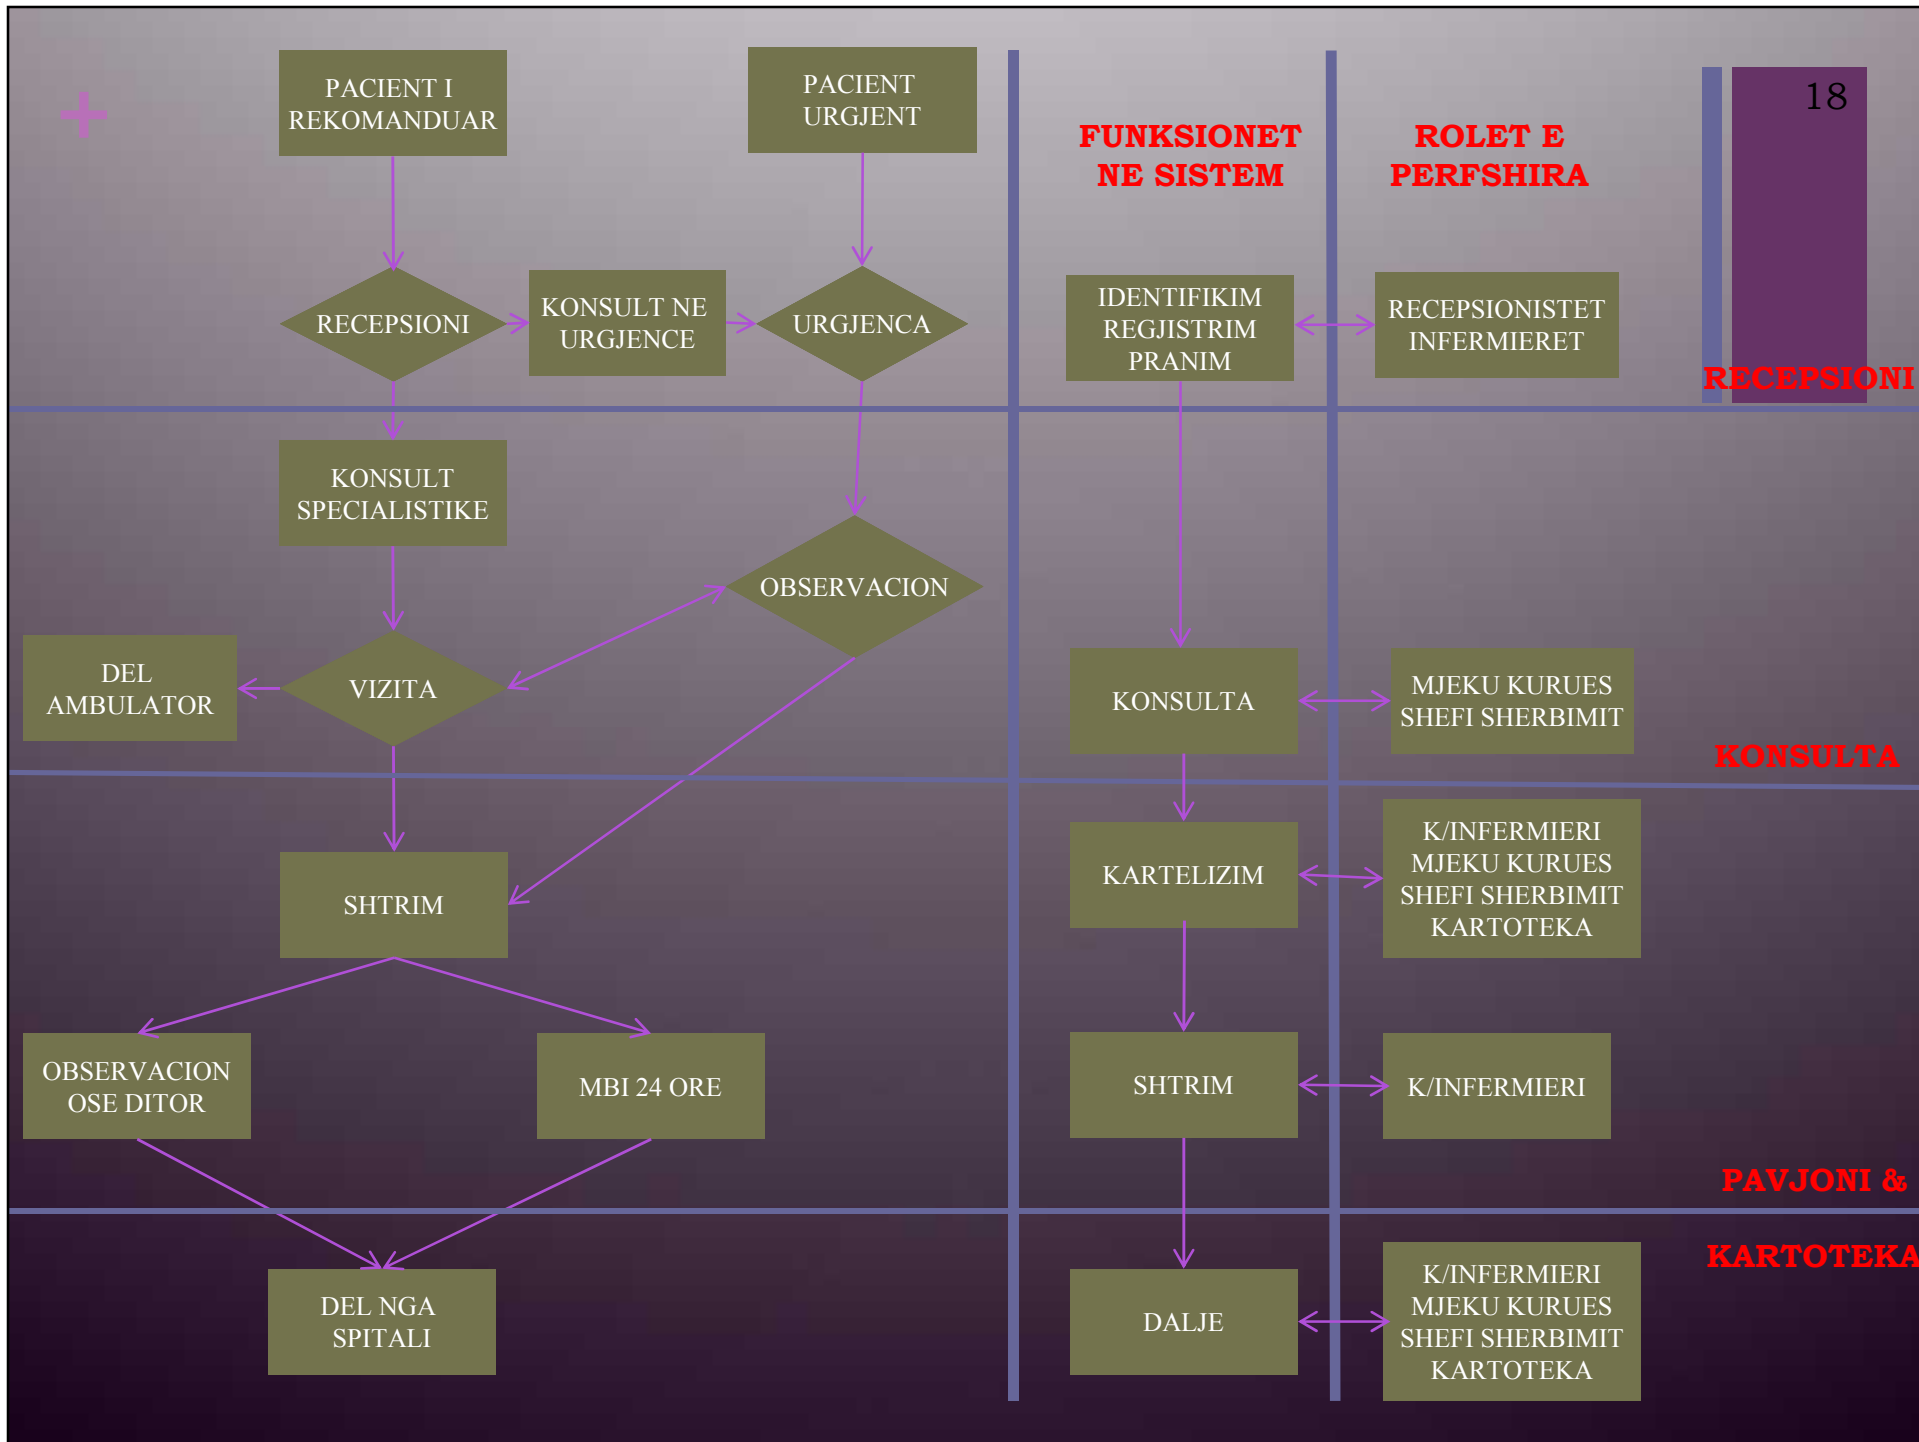 18
PACIENT I
REKOMANDUAR
PACIENT
URGJENT
FUNKSIONET
NE SISTEM
ROLET E
PERFSHIRA
RECEPSIONI
KONSULT NE
URGJENCE
URGJENCA
IDENTIFIKIM
REGJISTRIM
PRANIM
RECEPSIONISTET
INFERMIERET
RECEPSIONI
KONSULT
SPECIALISTIKE
OBSERVACION
DEL
AMBULATOR
VIZITA
KONSULTA
MJEKU KURUES
SHEFI SHERBIMIT
KONSULTA
SHTRIM
KARTELIZIM
K/INFERMIERI
MJEKU KURUES
SHEFI SHERBIMIT
KARTOTEKA
OBSERVACION
OSE DITOR
MBI 24 ORE
SHTRIM
K/INFERMIERI
PAVJONI &
KARTOTEKA
DEL NGA
SPITALI
DALJE
K/INFERMIERI
MJEKU KURUES
SHEFI SHERBIMIT
KARTOTEKA